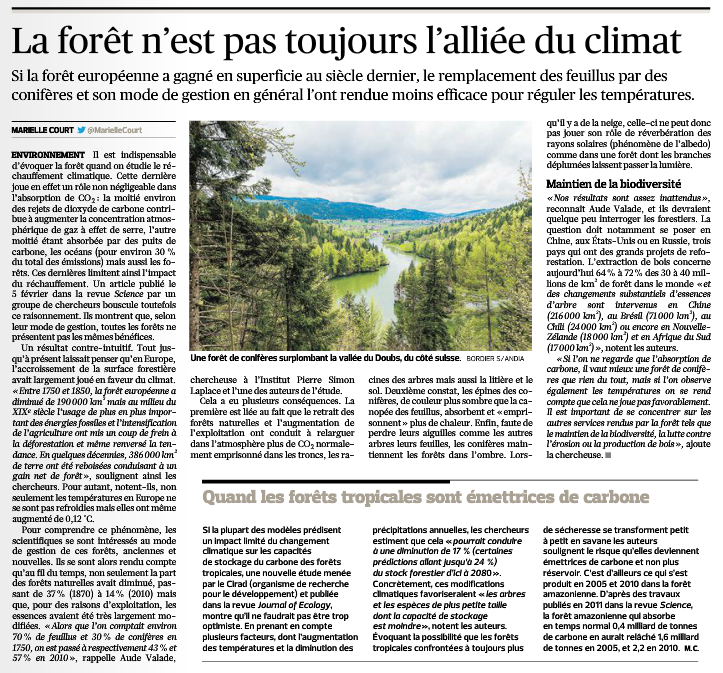 La forêt n'est pas toujours l'alliée du climat
Si la forêt européenne a gagné en superficie au siècle dernier, le remplacement des feuillus par des
conifères et son mode de gestion en général l'ont rendue moins efficace pour réguler les températures.
MARIELLE COURT @MarielleCourt
ENVIRONNEMENT Il est indispensable
d'évoquer la forêt quand on étudie le ré-
chauffement climatique. Cette dernière
joue en effet un rôle non négligeable dans
l'absorption de CO₂ : la moitié environ
des rejets de dioxyde de carbone contri-
bue à augmenter la concentration atmos-
phérique de gaz à effet de serre, l'autre
moitié étant absorbée par des puits de
carbone, les océans (pour environ 30 %
du total des émissions) mais aussi les fo-
rêts. Ces dernières limitent ainsi l'impact
du réchauffement. Un article publié le
5 février dans la revue Science par un
groupe de chercheurs bouscule toutefois
ce raisonnement. Ils montrent que, selon
leur mode de gestion, toutes les forêts ne
présentent pas les mêmes bénéfices.
Un résultat contre-intuitif. Tout jus-
qu'à présent laissait penser qu'en Europe,
l'accroissement de la surface forestière
avait largement joué en faveur du climat.
« Entre 1750 et 1850, la forêt européenne a
diminué de 190 000 km² mais au milieu du
XIXᵉ siècle l'usage de plus en plus impor-
tant des énergies fossiles et l'intensification
de l'agriculture ont mis un coup de frein à
la déforestation et même renversé la ten-
dance. En quelques décennies, 386 000 km²
de terre ont été reboisées conduisant à un
gain net de forêt », soulignent ainsi les
chercheurs. Pour autant, notent-ils, non
seulement les températures en Europe ne
se sont pas refroidies mais elles ont même
augmenté de 0,12 °C.
Pour comprendre ce phénomène, les
scientifiques se sont intéressés au mode
de gestion de ces forêts, anciennes et
nouvelles. Ils se sont alors rendu compte
qu'au fil du temps, non seulement la part
des forêts naturelles avait diminué, pas-
sant de 37 % (1870) à 14 % (2010) mais
que, pour des raisons d'exploitation, les
essences avaient été très largement mo-
difiées. « Alors que l'on comptait environ
70 % de feuillus et 30 % de conifères en
1750, on est passé à respectivement 43 % et
57 % en 2010 », rappelle Aude Valade,
Une forêt de conifères surplombant la vallée du Doubs, du côté suisse. BORDIER S/ANDIA
chercheuse à l'Institut Pierre Simon
Laplace et l'une des auteurs de l'étude.
Cela a eu plusieurs conséquences. La
première est liée au fait que le retrait des
forêts naturelles et l'augmentation de
l'exploitation ont conduit à relarguer
dans l'atmosphère plus de CO₂ normale-
ment emprisonné dans les troncs, les ra-
cines des arbres mais aussi la litière et le
sol. Deuxième constat, les épines des coni-
fères, de couleur plus sombre que la ca-
nopée des feuillus, absorbent et « empri-
sonnent » plus de chaleur. Enfin, faute de
perdre leurs aiguilles comme les autres
arbres leurs feuilles, les conifères main-
tiennent les forêts dans l'ombre. Lors-
qu'il y a de la neige, celle-ci ne peut donc
pas jouer son rôle de réverbération des
rayons solaires (phénomène de l'albedo)
comme dans une forêt dont les branches
déplumées laissent passer la lumière.
Maintien de la biodiversité
« Nos résultats sont assez inattendus »,
reconnaît Aude Valade, et ils devraient
quelque peu interroger les forestiers. La
question doit notamment se poser en
Chine, aux États-Unis ou en Russie, trois
pays qui ont des grands projets de refo-
restation. L'extraction de bois concerne
aujourd'hui 64 % à 72 % des 30 à 40 mil-
lions de km² de forêt dans le monde « et
des changements substantiels d'essences
d'arbre sont intervenus en Chine
(216 000 km²), au Brésil (71 000 km²), au
Chili (24 000 km²) ou encore en Nouvelle-
Zélande (18 000 km²) et en Afrique du Sud
(17 000 km²) », notent les auteurs.
« Si l'on ne regarde que l'absorption de
carbone, il vaut mieux une forêt de conifè-
res que rien du tout, mais si l'on observe
également les températures on se rend
compte que cela ne joue pas favorablement.
Il est important de se concentrer sur les
autres services rendus par la forêt tels que
le maintien de la biodiversité, la lutte contre
l'érosion ou la production de bois », ajoute
la chercheuse. ■
Quand les forêts tropicales sont émettrices de carbone
Si la plupart des modèles prédisent
un impact limité du changement
climatique sur les capacités
de stockage du carbone des forêts
tropicales, une nouvelle étude menée
par le Cirad (organisme de recherche
pour le développement) et publiée
dans la revue Journal of Ecology,
montre qu'il ne faudrait pas être trop
optimiste. En prenant en compte
plusieurs facteurs, dont l'augmentation
des températures et la diminution des
précipitations annuelles, les chercheurs
estiment que cela « pourrait conduire
à une diminution de 17 % (certaines
prédictions allant jusqu'à 24 %)
du stock forestier d'ici à 2080 ».
Concrètement, ces modifications
climatiques favoriseraient « les arbres
et les espèces de plus petite taille
dont la capacité de stockage
est moindre », notent les auteurs.
Évoquant la possibilité que les forêts
tropicales confrontées à toujours plus
de sécheresse se transforment petit
à petit en savane les auteurs
soulignent le risque qu'elles deviennent
émettrices de carbone et non plus
réservoir. C'est d'ailleurs ce qui s'est
produit en 2005 et 2010 dans la forêt
amazonienne. D'après des travaux
publiés en 2011 dans la revue Science,
la forêt amazonienne qui absorbe
en temps normal 0,4 milliard de tonnes
de carbone en aurait relâché 1,6 milliard
de tonnes en 2005, et 2,2 en 2010. M.C.